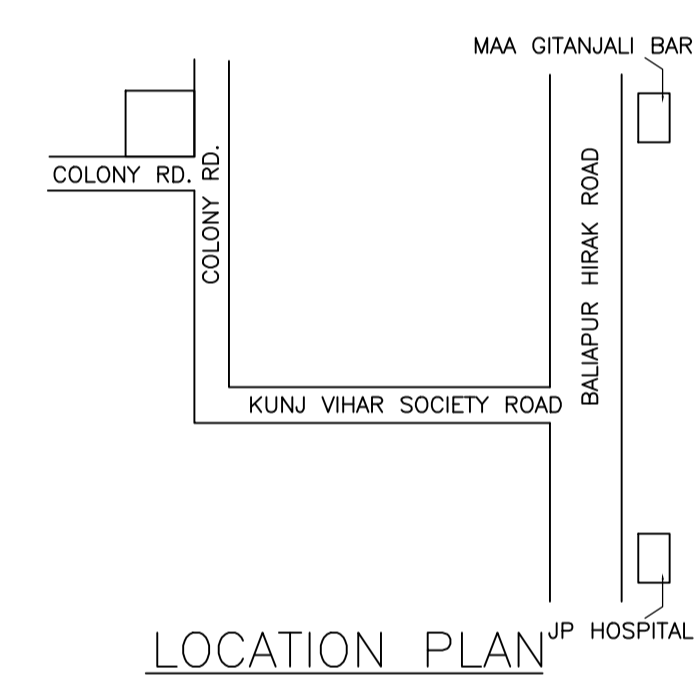 MAA GITANJALI BAR
COLONY RD.
COLONY RD.
BALIAPUR HIRAK ROAD
KUNJ VIHAR SOCIETY ROAD
JP HOSPITAL
LOCATION PLAN